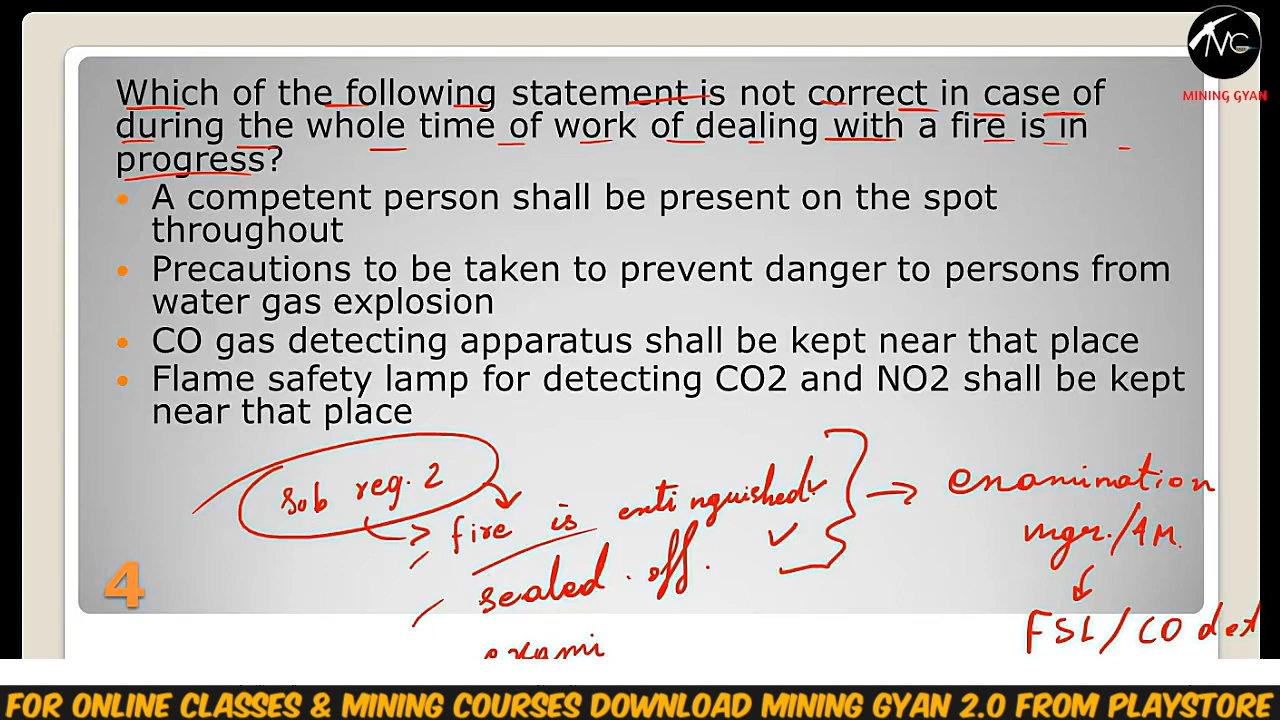 MVG
MINING GYAN
Which of the following statement is not correct in case of
during the whole time of work of dealing with a fire is in
progress?
• A competent person shall be present on the spot
throughout
• Precautions to be taken to prevent danger to persons from
water gas explosion
• CO gas detecting apparatus shall be kept near that place
• Flame safety lamp for detecting CO2 and NO2 shall be kept
near that place
sub reg. 2
fire is extinguished
sealed off.
exami
enamination
mgr./AM.
FSL/CO det
4
FOR ONLINE CLASSES & MINING COURSES DOWNLOAD MINING GYAN 2.0 FROM PLAYSTORE